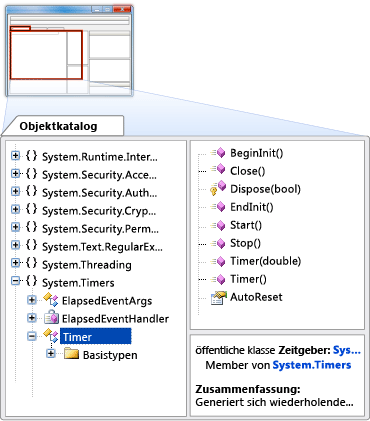 Objektkatalog
{} System.Runtime.Inter...
{} System.Security.Acce...
{} System.Security.Auth...
{} System.Security.Cryp...
{} System.Security.Perm...
{} System.Text.RegularEx...
{} System.Threading
{} System.Timers
ElapsedEventArgs
ElapsedEventHandler
Timer
Basistypen
BeginInit()
Close()
Dispose(bool)
EndInit()
Start()
Stop()
Timer(double)
Timer()
AutoReset
öffentliche klasse Zeitgeber: Sys...
Member von System.Timers
Zusammenfassung:
Generiert sich wiederholende...